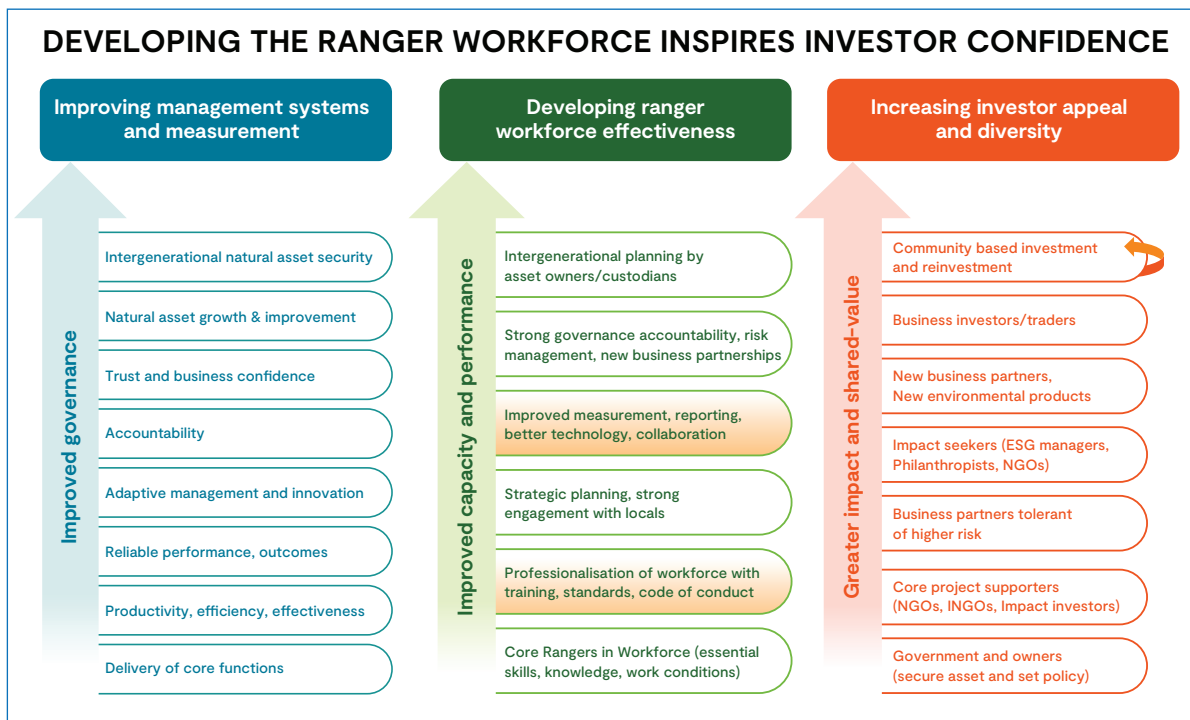 DEVELOPING THE RANGER WORKFORCE INSPIRES INVESTOR CONFIDENCE
Improving management systems
and measurement
Improved governance
Intergenerational natural asset security
Natural asset growth & improvement
Trust and business confidence
Accountability
Adaptive management and innovation
Reliable performance, outcomes
Productivity, efficiency, effectiveness
Delivery of core functions
Developing ranger
workforce effectiveness
Improved capacity and performance
Intergenerational planning by
asset owners/custodians
Strong governance accountability, risk
management, new business partnerships
Improved measurement, reporting,
better technology, collaboration
Strategic planning, strong
engagement with locals
Professionalisation of workforce with
training, standards, code of conduct
Core Rangers in Workforce (essential
skills, knowledge, work conditions)
Increasing investor appeal
and diversity
Greater impact and shared-value
Community based investment
and reinvestment
Business investors/traders
New business partners,
New environmental products
Impact seekers (ESG managers,
Philanthropists, NGOs)
Business partners tolerant
of higher risk
Core project supporters
(NGOs, INGOs, Impact investors)
Government and owners
(secure asset and set policy)